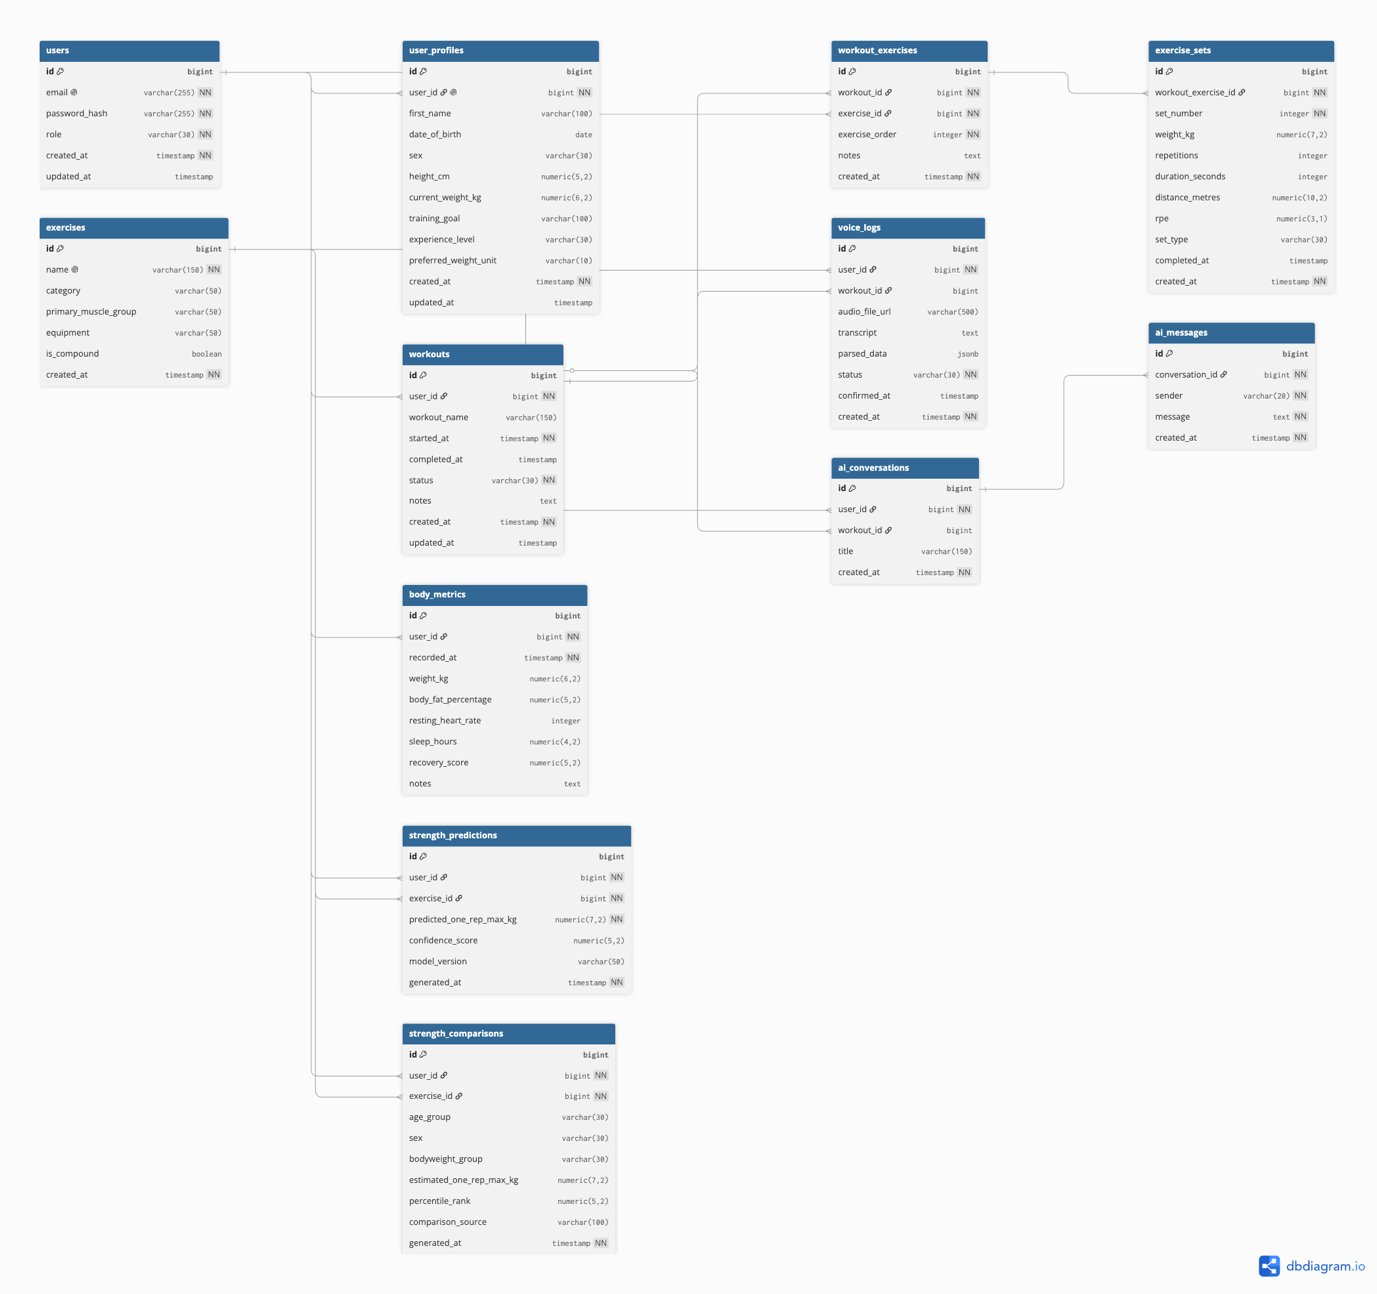 users
id bigint
email varchar(255) NN
password_hash varchar(255) NN
role varchar(30) NN
created_at timestamp NN
updated_at timestamp
exercises
id bigint
name varchar(150) NN
category varchar(50)
primary_muscle_group varchar(50)
equipment varchar(50)
is_compound boolean
created_at timestamp NN
user_profiles
id bigint
user_id bigint NN
first_name varchar(100)
date_of_birth date
sex varchar(30)
height_cm numeric(5,2)
current_weight_kg numeric(6,2)
training_goal varchar(100)
experience_level varchar(30)
preferred_weight_unit varchar(10)
created_at timestamp NN
updated_at timestamp
workouts
id bigint
user_id bigint NN
workout_name varchar(150)
started_at timestamp NN
completed_at timestamp
status varchar(30) NN
notes text
created_at timestamp NN
updated_at timestamp
body_metrics
id bigint
user_id bigint NN
recorded_at timestamp NN
weight_kg numeric(6,2)
body_fat_percentage numeric(5,2)
resting_heart_rate integer
sleep_hours numeric(4,2)
recovery_score numeric(5,2)
notes text
strength_predictions
id bigint
user_id bigint NN
exercise_id bigint NN
predicted_one_rep_max_kg numeric(7,2) NN
confidence_score numeric(5,2)
model_version varchar(50)
generated_at timestamp NN
strength_comparisons
id bigint
user_id bigint NN
exercise_id bigint NN
age_group varchar(30)
sex varchar(30)
bodyweight_group varchar(30)
estimated_one_rep_max_kg numeric(7,2)
percentile_rank numeric(5,2)
comparison_source varchar(100)
generated_at timestamp NN
workout_exercises
id bigint
workout_id bigint NN
exercise_id bigint NN
exercise_order integer NN
notes text
created_at timestamp NN
voice_logs
id bigint
user_id bigint NN
workout_id bigint
audio_file_url varchar(500)
transcript text
parsed_data jsonb
status varchar(30) NN
confirmed_at timestamp
created_at timestamp NN
ai_conversations
id bigint
user_id bigint NN
workout_id bigint
title varchar(150)
created_at timestamp NN
exercise_sets
id bigint
workout_exercise_id bigint NN
set_number integer NN
weight_kg numeric(7,2)
repetitions integer
duration_seconds integer
distance_metres numeric(10,2)
rpe numeric(3,1)
set_type varchar(30)
completed_at timestamp
created_at timestamp NN
ai_messages
id bigint
conversation_id bigint NN
sender varchar(20) NN
message text NN
created_at timestamp NN
dbdiagram.io